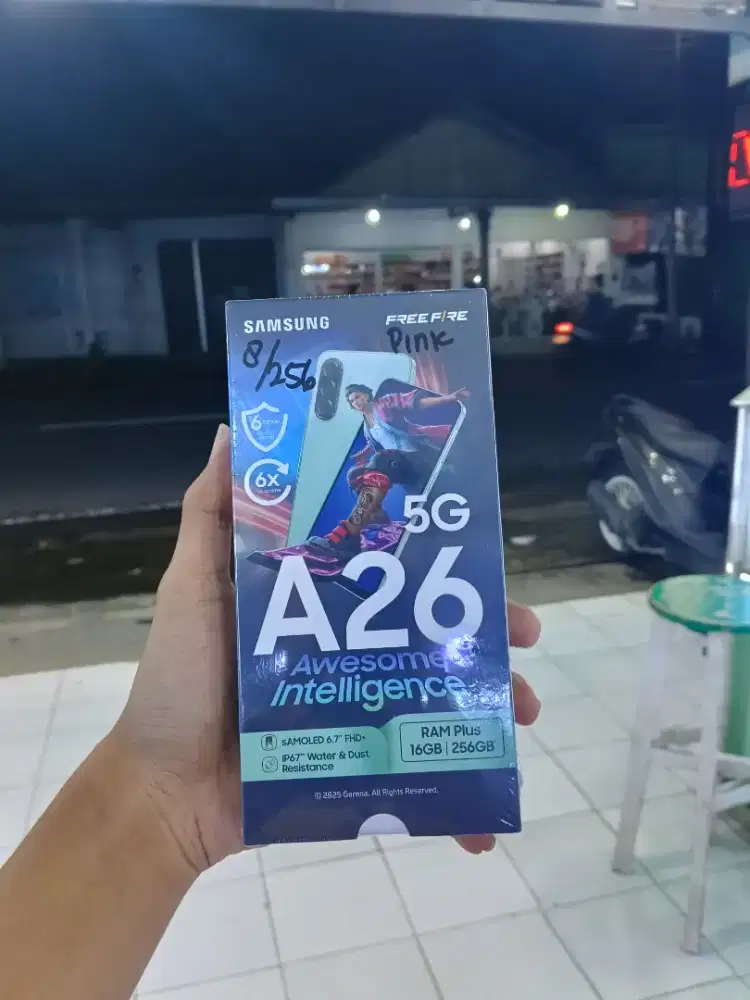 SAMSUNG
FREE FIRE
8/256
Pink
6
6X
5G
A26
Awesome
Intelligence
sAMOLED 6.7" FHD+
IP67" Water & Dust
Resistance
RAM Plus
16GB | 256GB*
© 2025 Garena. All Rights Reserved.